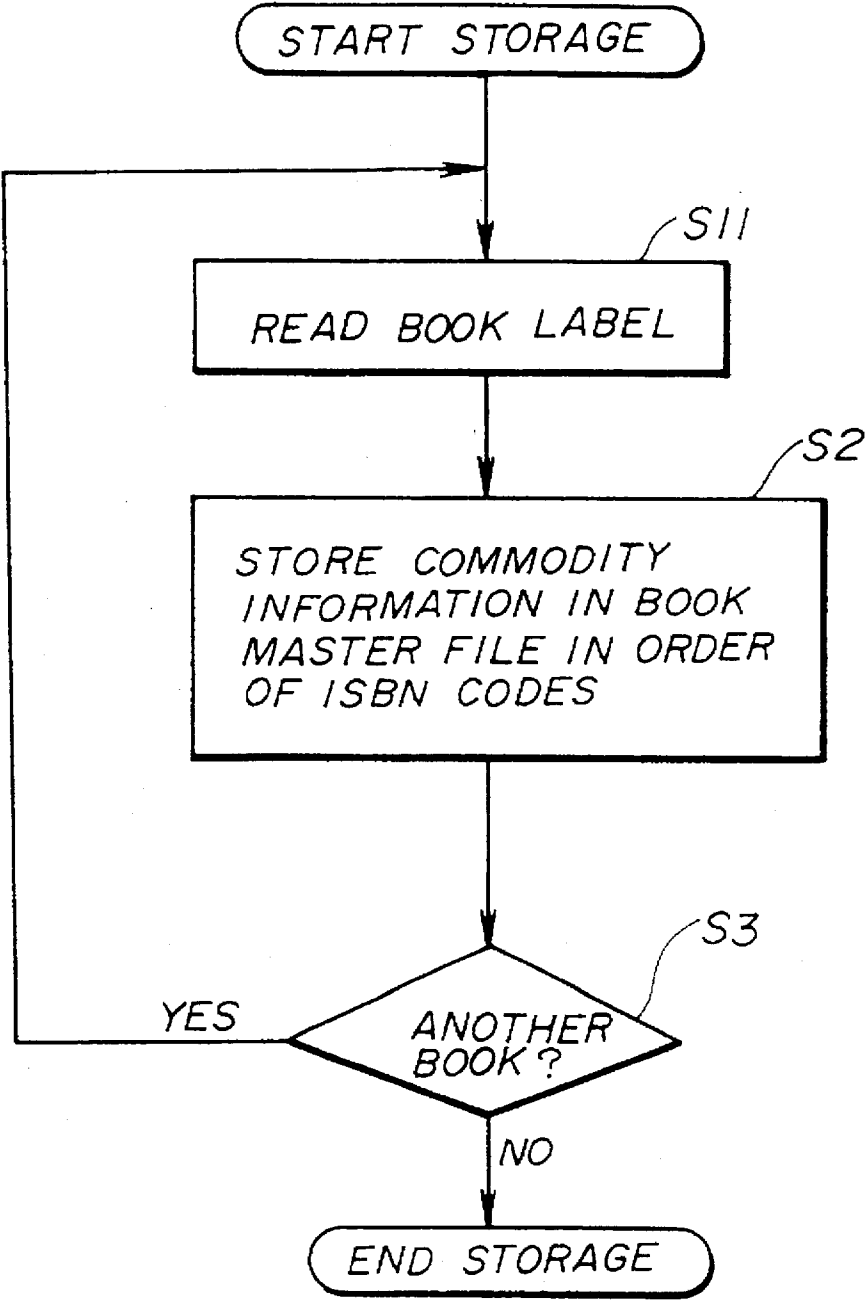 START STORAGE
S11
READ BOOK LABEL
S2
STORE COMMODITY
INFORMATION IN BOOK
MASTER FILE IN ORDER
OF ISBN CODES
S3
YES
ANOTHER
BOOK?
NO
END STORAGE